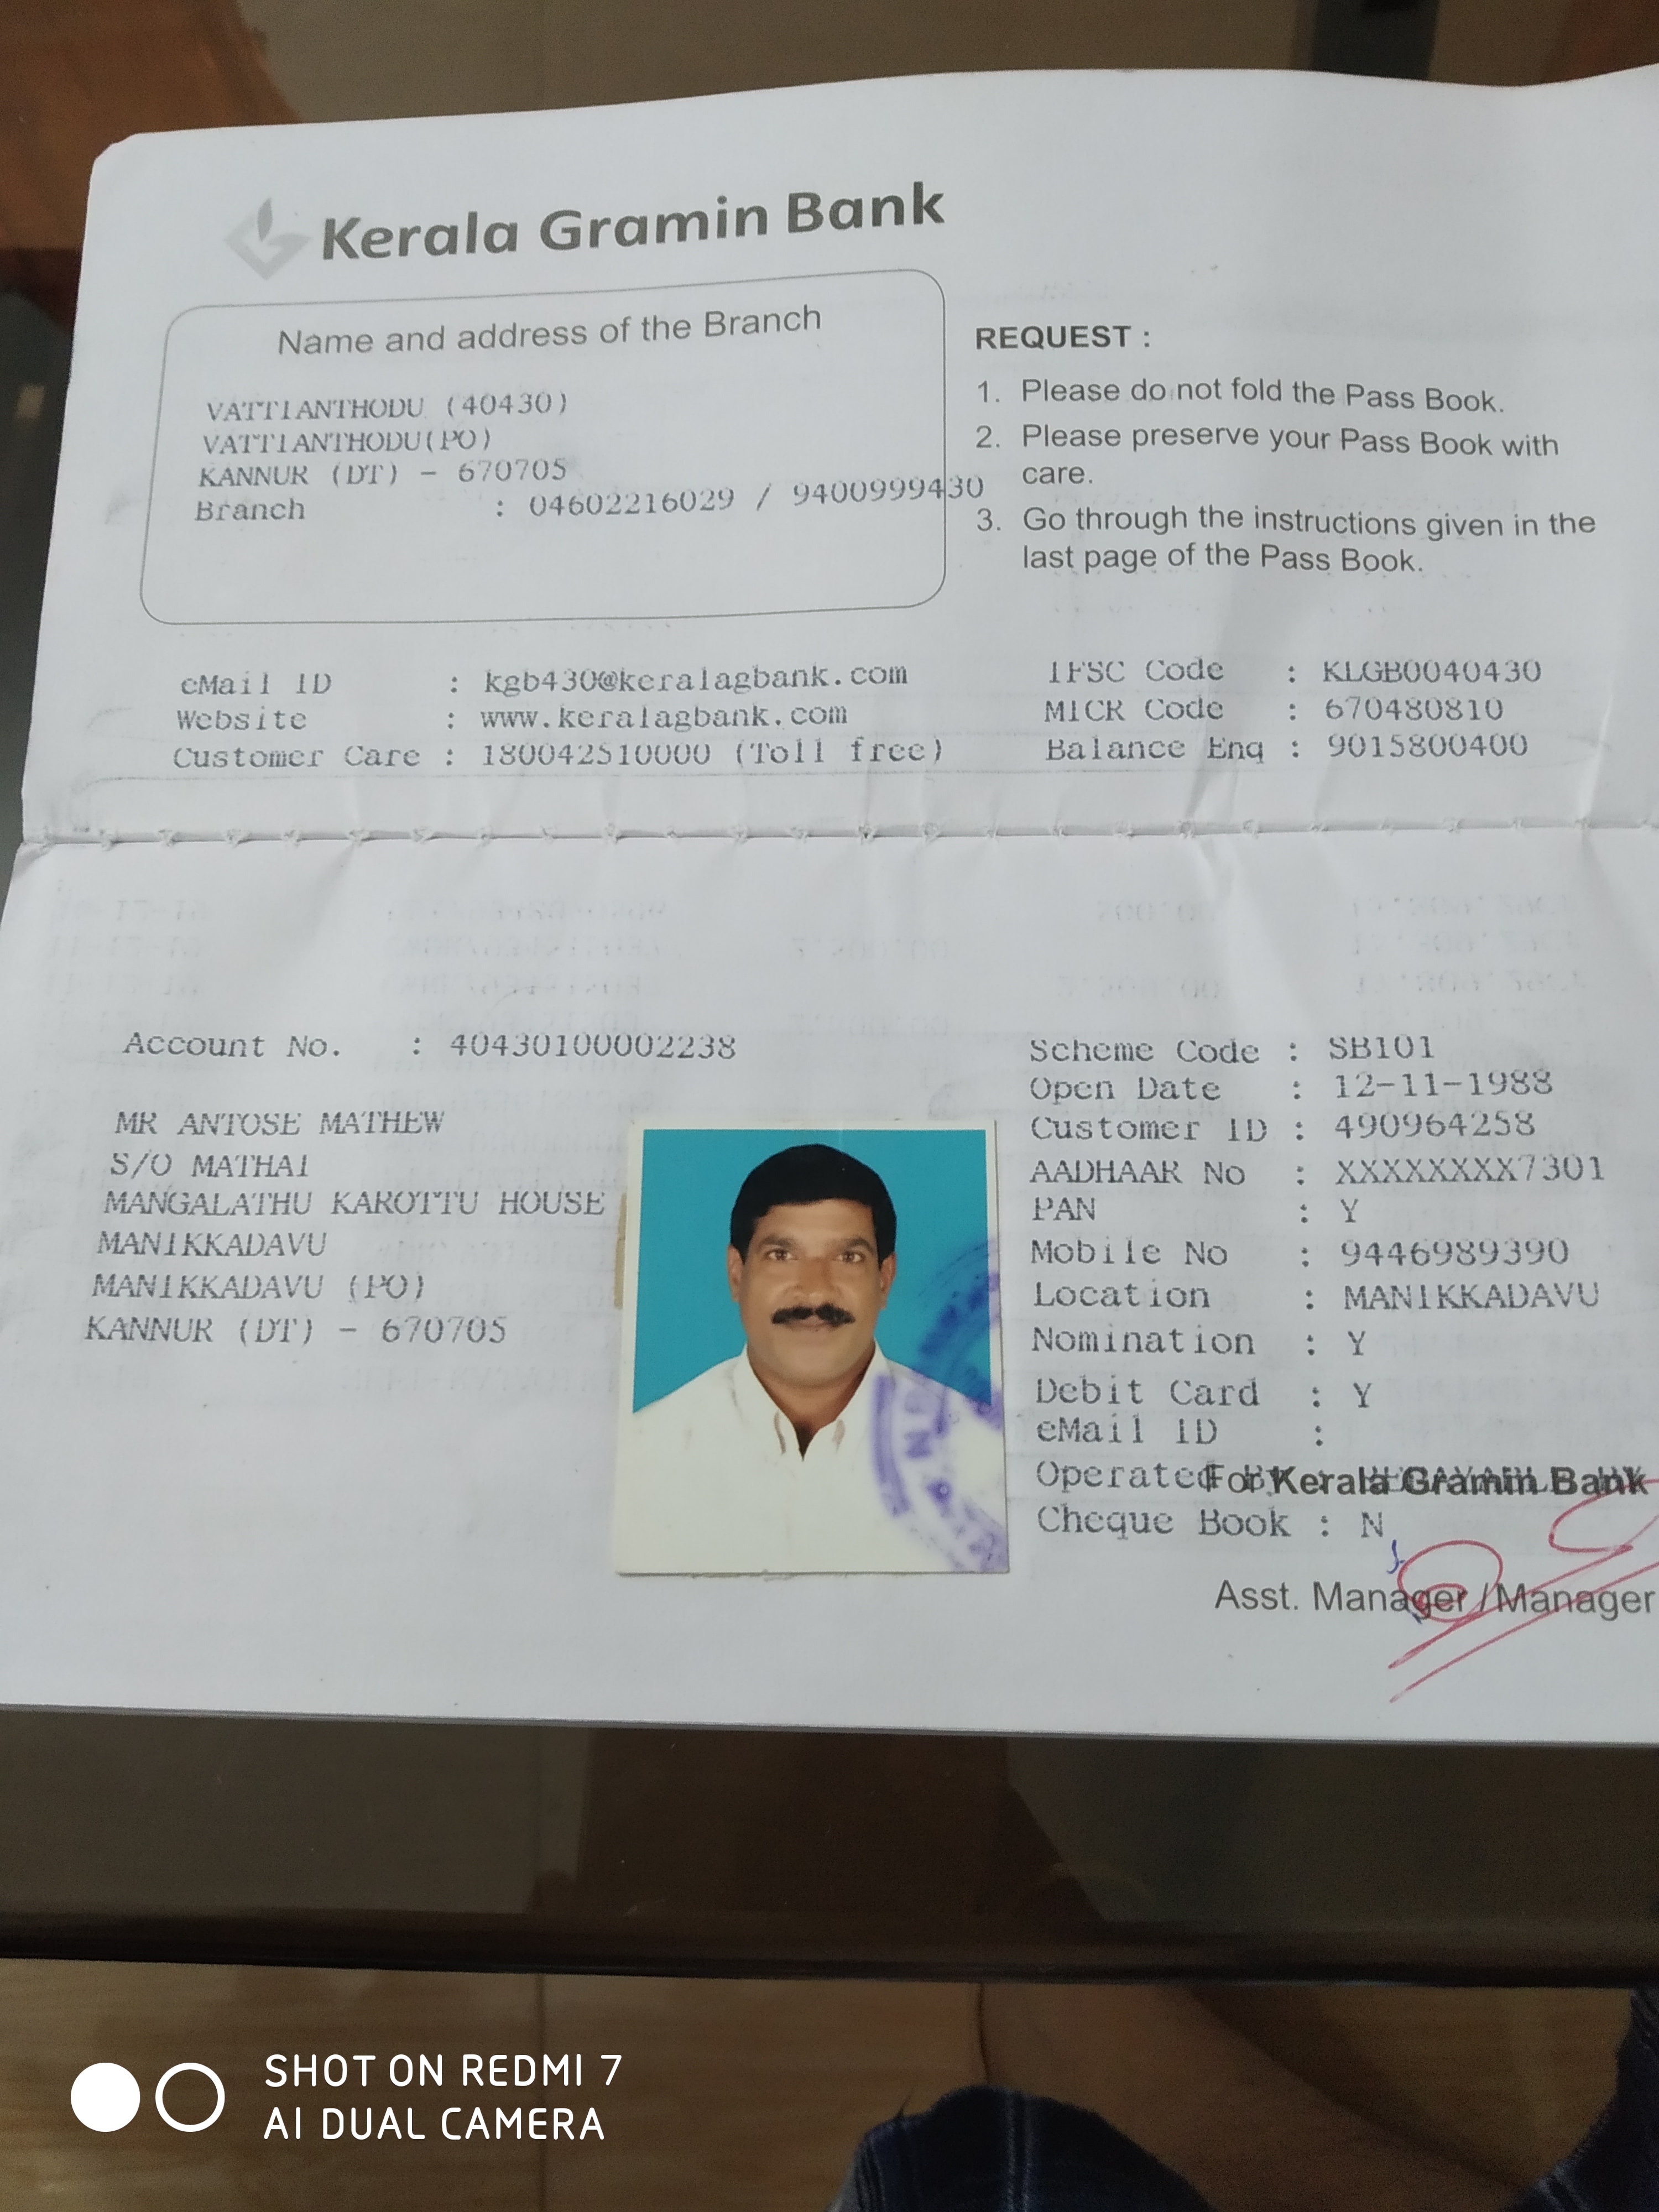 Kerala Gramin Bank
Name and address of the Branch
VATTIANTHODU (40430)
VATTIANTHODU(PO)
KANNUR (DT) - 670705
Branch : 04602216029 / 9400999430
REQUEST :
1. Please do not fold the Pass Book.
2. Please preserve your Pass Book with
care.
3. Go through the instructions given in the
last page of the Pass Book.
eMail ID : kgb430@keralagbank.com
Website : www.keralagbank.com
Customer Care : 180042510000 (Toll free)
IFSC Code : KLGB0040430
MICR Code : 670480810
Balance Enq : 9015800400
Account No. : 40430100002238
MR ANTOSE MATHEW
S/O MATHAI
MANGALATHU KAROTTU HOUSE
MANIKKADAVU
MANIKKADAVU (PO)
KANNUR (DT) - 670705
Scheme Code : SB101
Open Date : 12-11-1988
Customer ID : 490964258
AADHAAR No : XXXXXXXX7301
PAN : Y
Mobile No : 9446989390
Location : MANIKKADAVU
Nomination : Y
Debit Card : Y
eMail ID :
Operated By :
For Kerala Gramin Bank
Cheque Book : N
Asst. Manager / Manager
SHOT ON REDMI 7
AI DUAL CAMERA